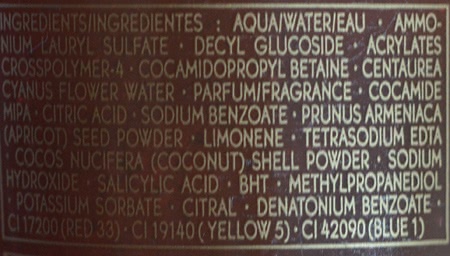 INGREDIENTS/INGREDIENTES : AQUA/WATER/EAU · AMMO-
NIUM LAURYL SULFATE · DECYL GLUCOSIDE · ACRYLATES
CROSSPOLYMER-4 · COCAMIDOPROPYL BETAINE · CENTAUREA
CYANUS FLOWER WATER · PARFUM/FRAGRANCE · COCAMIDE
MIPA · CITRIC ACID · SODIUM BENZOATE · PRUNUS ARMENIACA
(APRICOT) SEED POWDER · LIMONENE · TETRASODIUM EDTA
· COCOS NUCIFERA (COCONUT) SHELL POWDER · SODIUM
HYDROXIDE · SALICYLIC ACID · BHT · METHYLPROPANEDIOL
· POTASSIUM SORBATE · CITRAL · DENATONIUM BENZOATE ·
CI 17200 (RED 33) · CI 19140 ( YELLOW 5) · CI 42090 (BLUE 1)